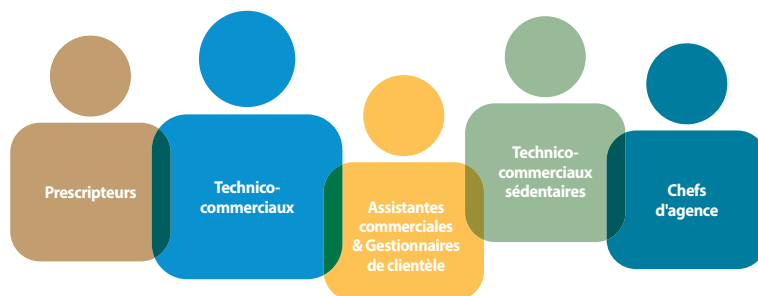 Prescripteurs
Technico-
commerciaux
Assistantes
commerciales
& Gestionnaires
de clientèle
Technico-
commerciaux
sédentaires
Chefs
d'agence